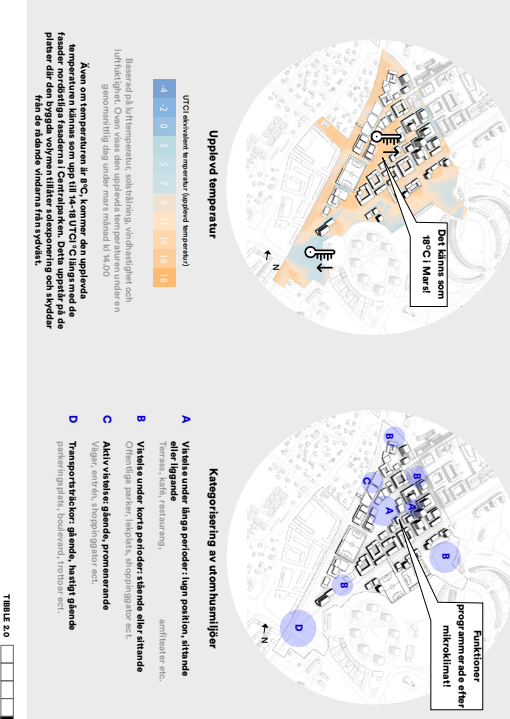 Det känns som
18°C i Mars!
N
Upplevd temperatur
UTCI ekvivalent temperatur (upplevd temperatur)
-4 -2 0 3 5 7 9 11 14 16 18
Baserad på lufttemperatur, solstrålning, vindhastighet och
luftfuktighet. Ovan visas den upplevda temperaturen under en
genomsnittlig dag under mars månad kl 14.00
Även om temperaturen är 8°C, kommer den upplevda
temperaturen kännas som upp till 14-18 UTCI °C längs med de
fasader nordöstliga fasaderna i Centralparken. Detta uppstår på de
platser där den byggda volymen tillåter solexponering och skyddar
från de rådande vindarna från sydväst.
Funktioner
programmerade efter
mikroklimat!
B
B
A
A
C
B
B
D
N
Kategorisering av utomhusmiljöer
A Vistelse under långa perioder: i lugn position, sittande
eller liggande
Terrass, kafé, restaurang, amfiteater etc.
B Vistelse under korta perioder: stående eller sittande
Offentliga parker, lekplats, shoppinggator ect.
C Aktiv vistelse: gående, promenerande
Vägar, entrén, shoppinggator ect.
D Transportsträckor: gående, hastigt gående
parkeringsplats, boulevard, trottoar ect.
TIBBLE 2.0